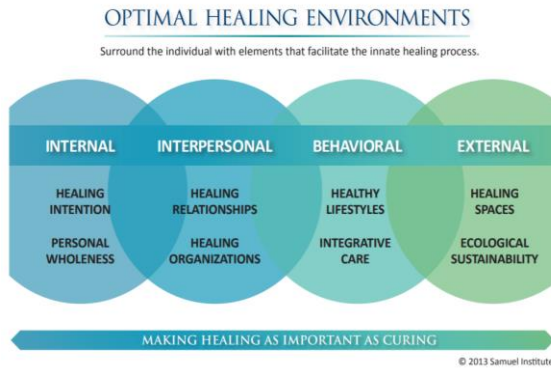 OPTIMAL HEALING ENVIRONMENTS
Surround the individual with elements that facilitate the innate healing process.
INTERNAL
HEALING
INTENTION
PERSONAL
WHOLENESS
INTERPERSONAL
HEALING
RELATIONSHIPS
HEALING
ORGANIZATIONS
BEHAVIORAL
HEALTHY
LIFESTYLES
INTEGRATIVE
CARE
EXTERNAL
HEALING
SPACES
ECOLOGICAL
SUSTAINABILITY
MAKING HEALING AS IMPORTANT AS CURING
© 2013 Samuel Institute